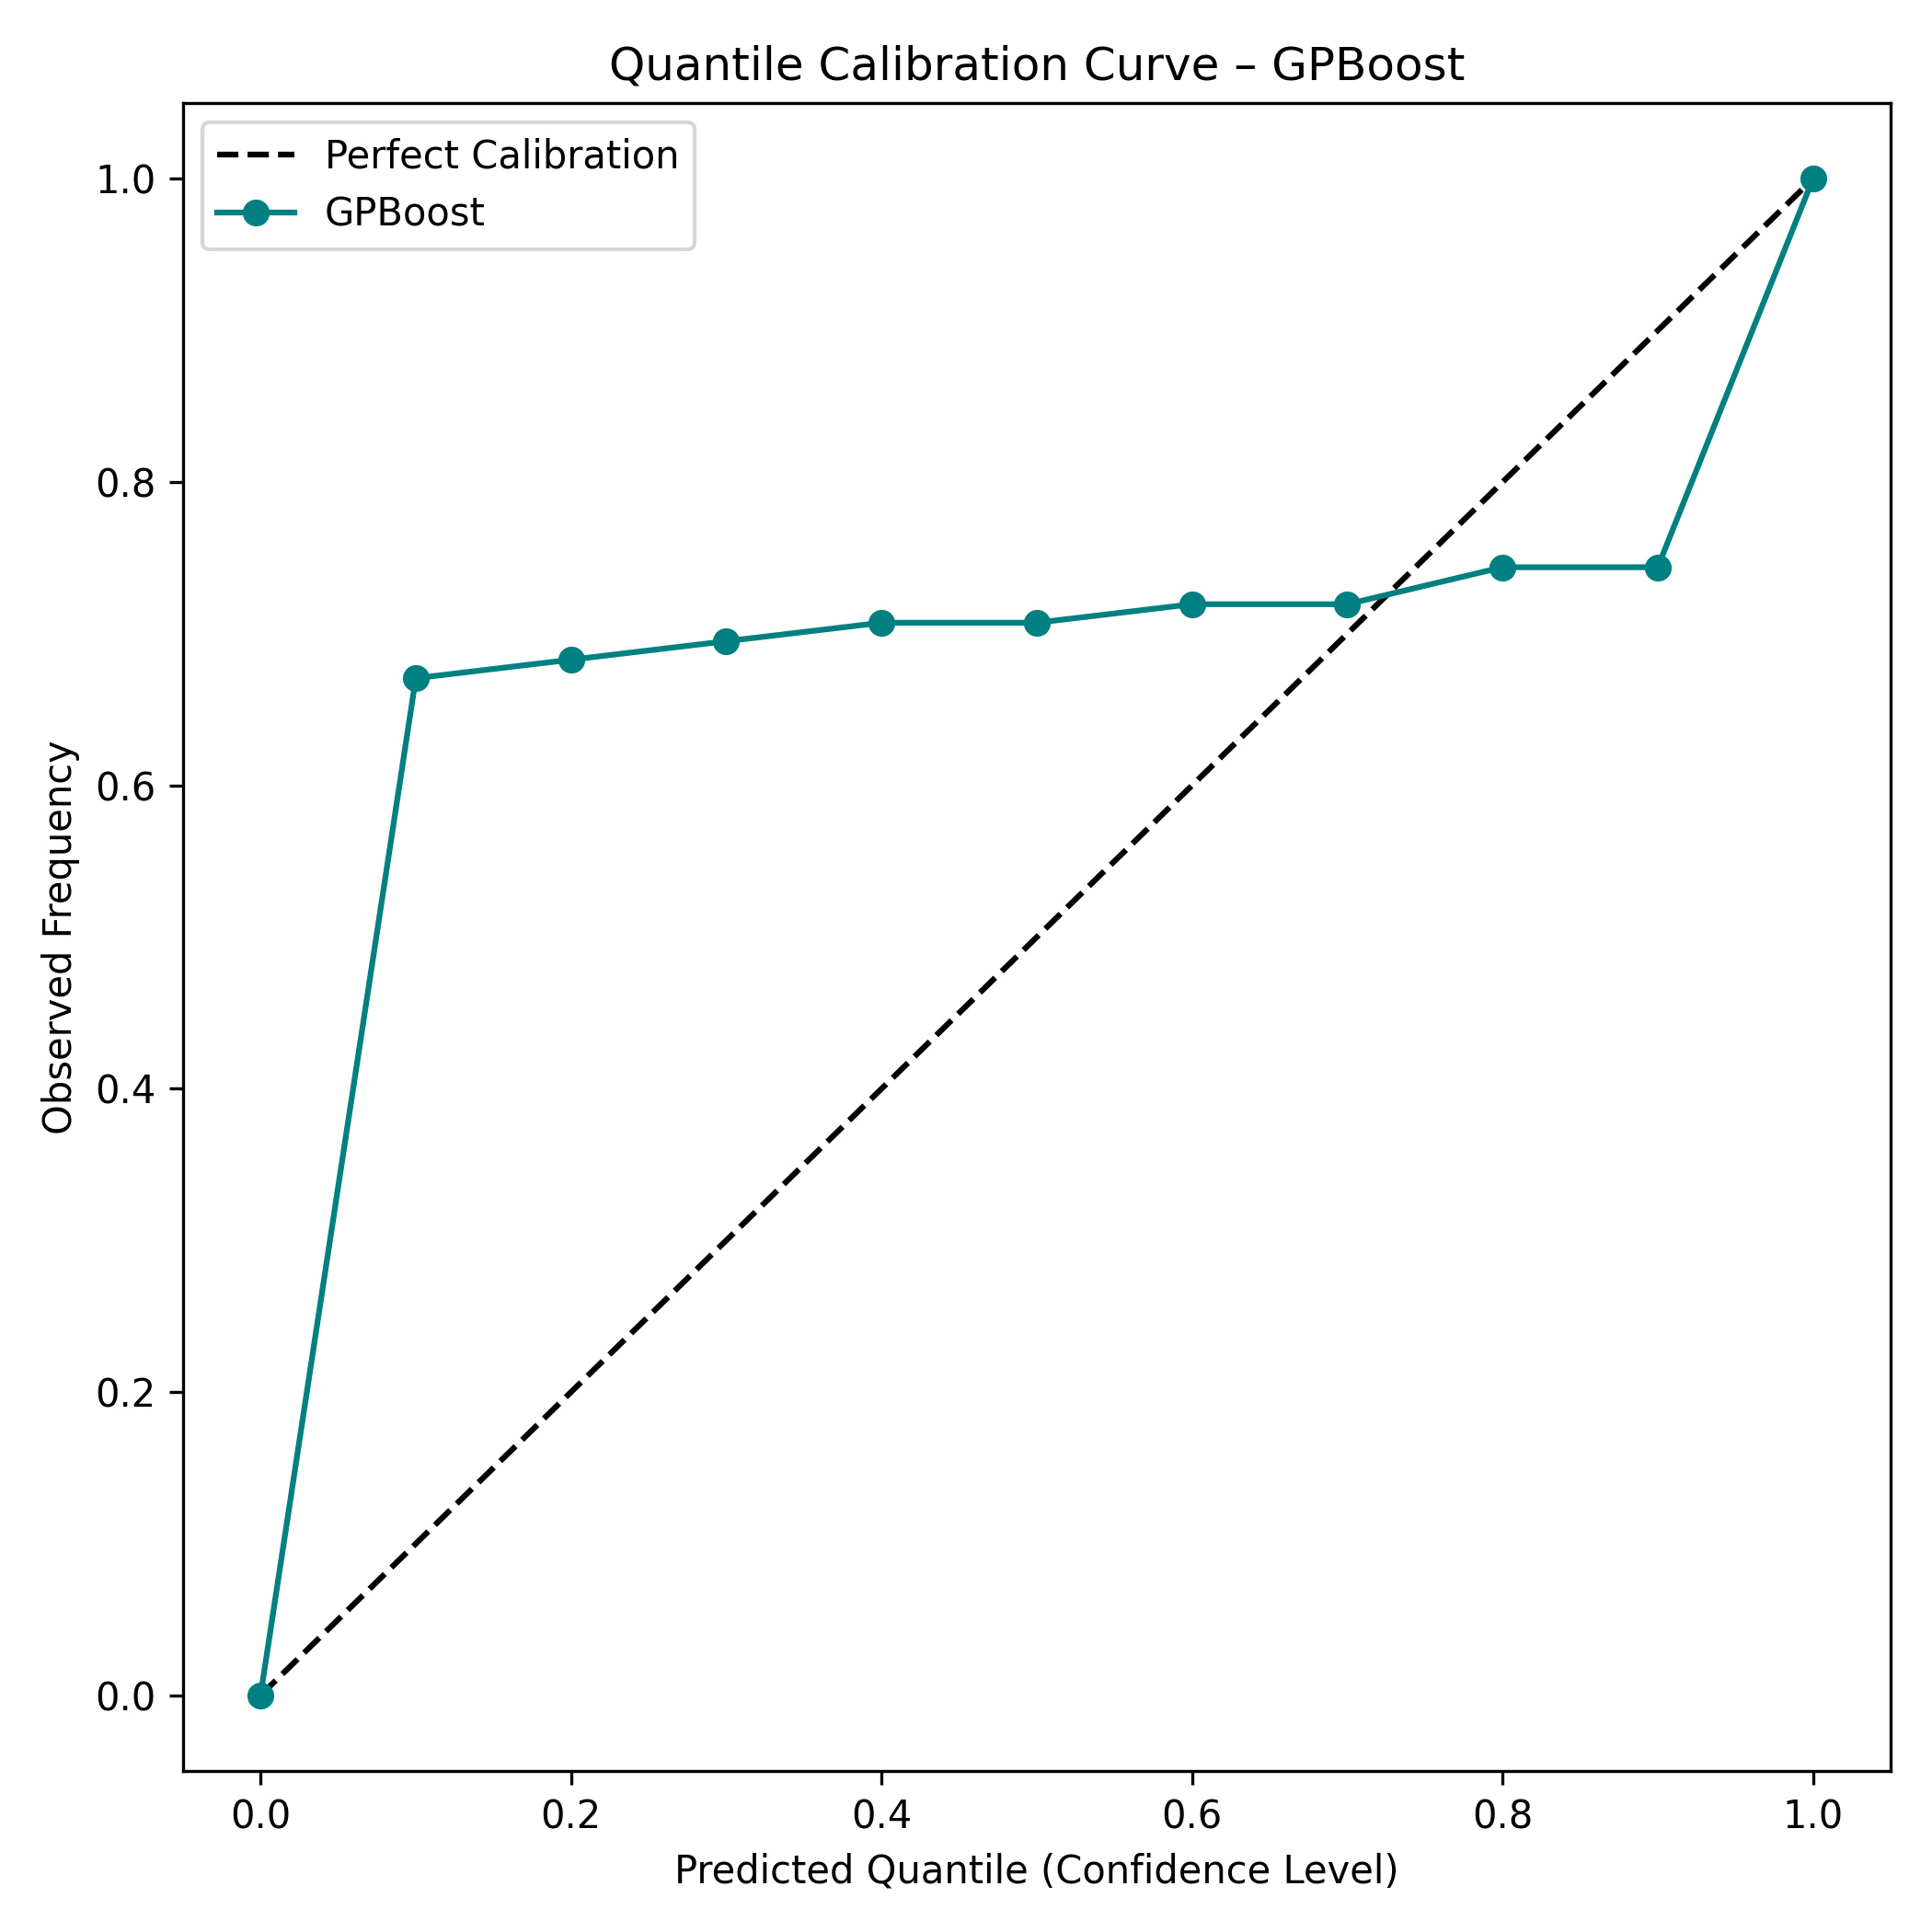 Quantile Calibration Curve – GPBoost
Perfect Calibration
GPBoost
1.0
0.8
0.6
0.4
0.2
0.0
Observed Frequency
0.0 0.2 0.4 0.6 0.8 1.0
Predicted Quantile (Confidence Level)